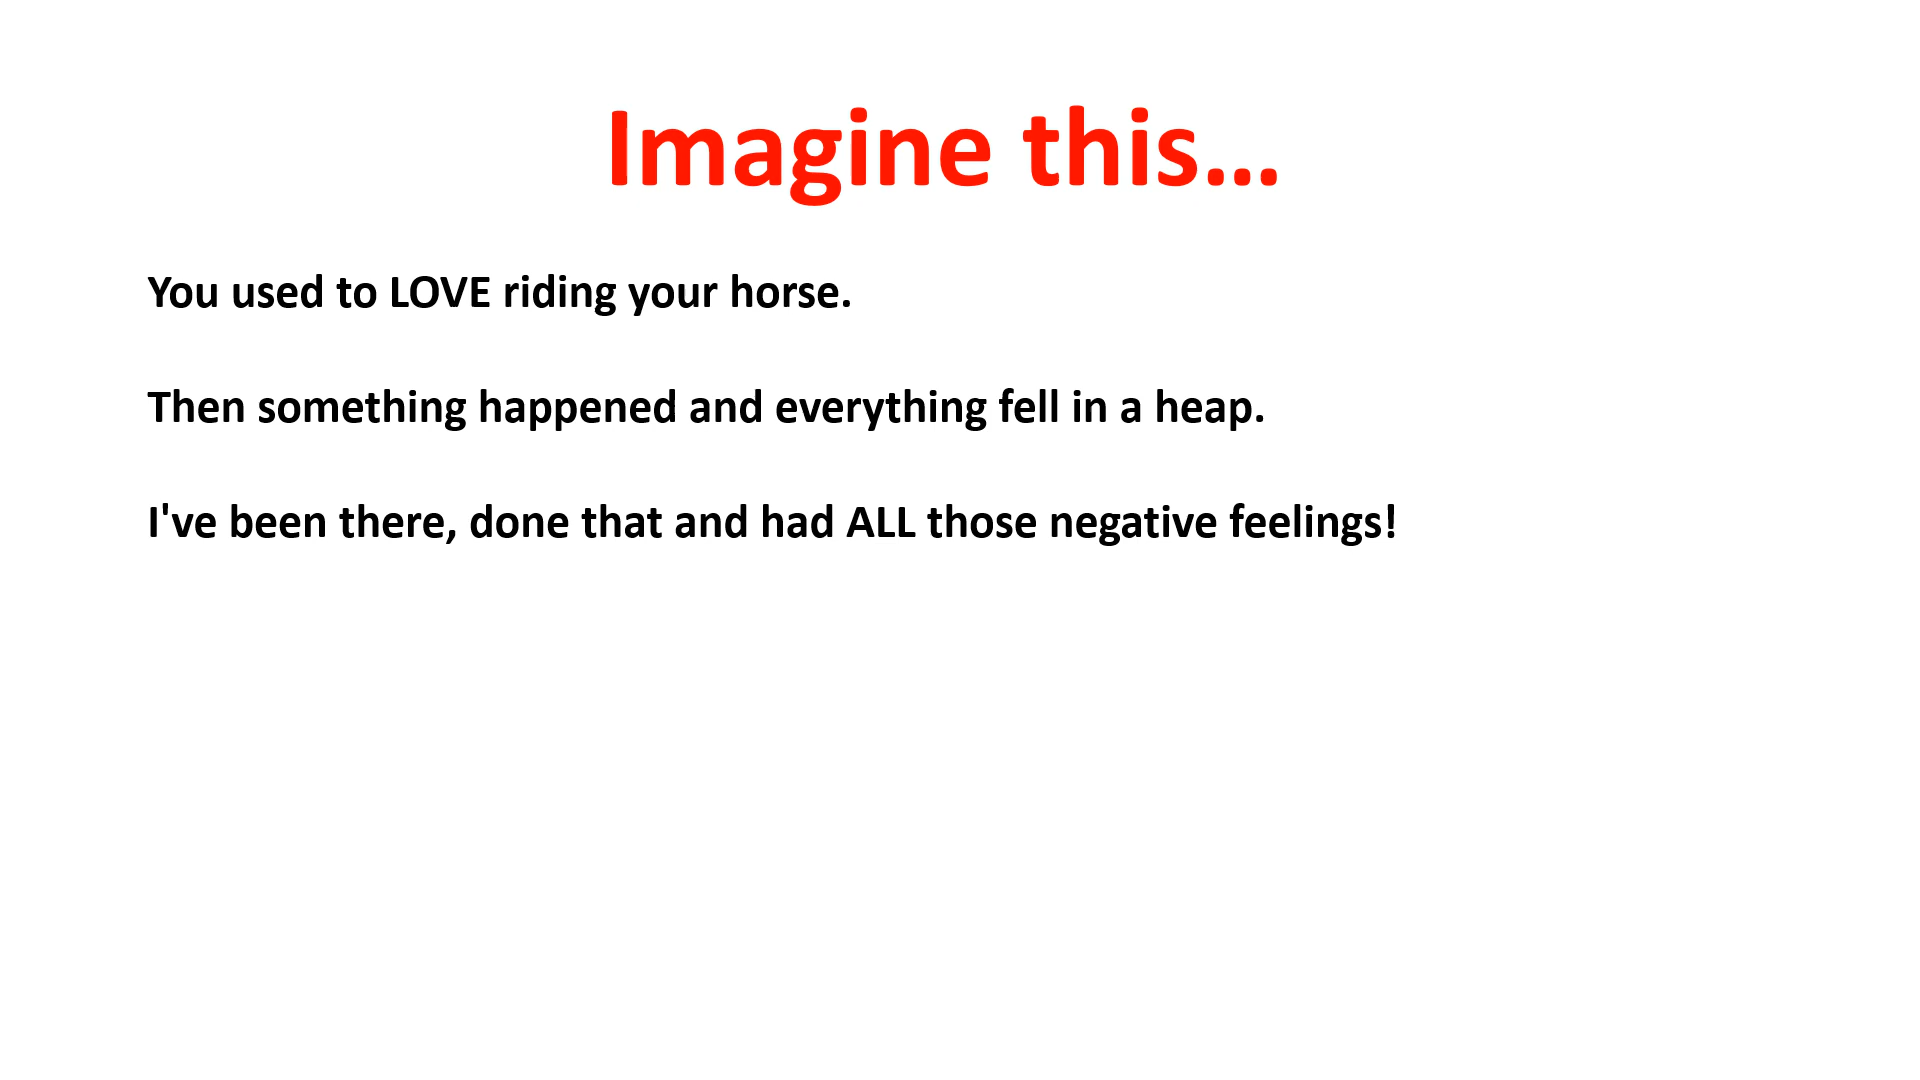 Imagine this...
You used to LOVE riding your horse.
Then something happened and everything fell in a heap.
I've been there, done that and had ALL those negative feelings!